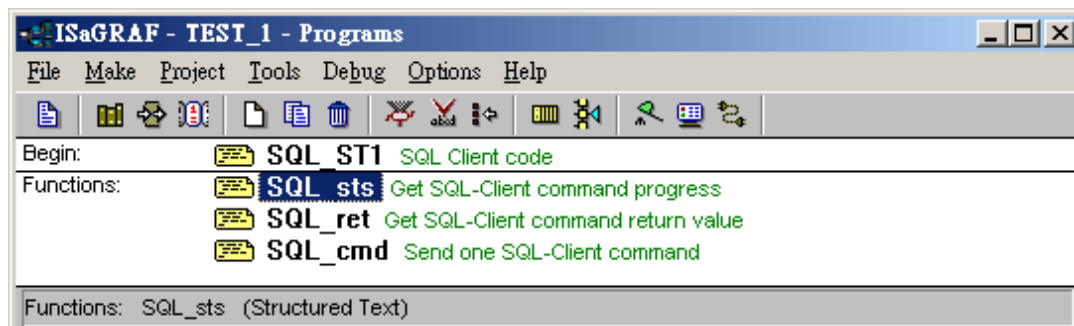 ISaGRAF - TEST_1 - Programs
File Make Project Tools Debug Options Help
Begin: SQL_ST1 SQL Client code
Functions: SQL_sts Get SQL-Client command progress
SQL_ret Get SQL-Client command return value
SQL_cmd Send one SQL-Client command
Functions: SQL_sts (Structured Text)